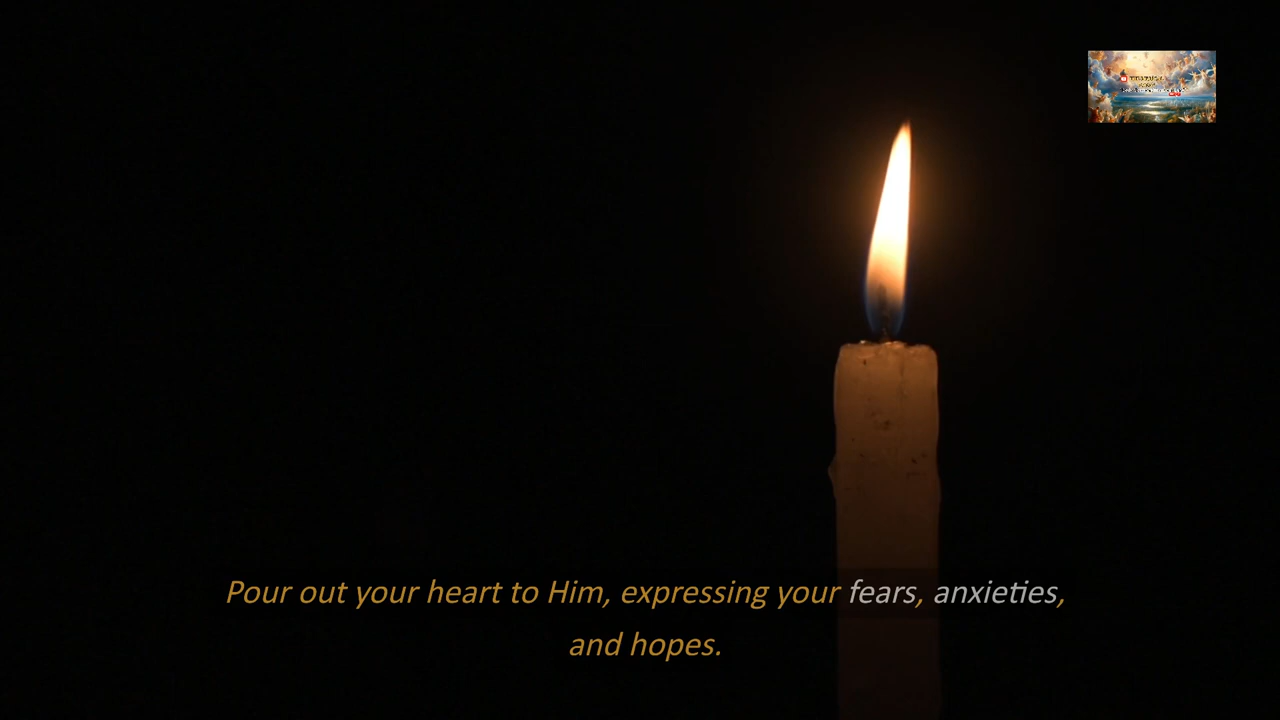 Pour out your heart to Him, expressing your fears, anxieties,
and hopes.